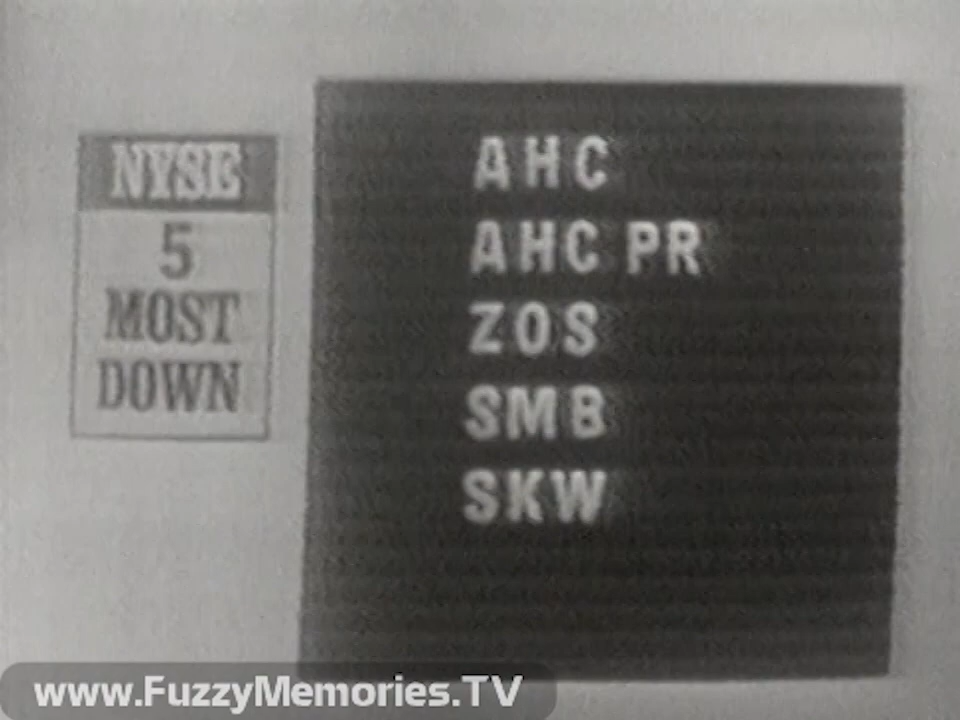 NYSE
5
MOST
DOWN
AHC
AHC PR
ZOS
SMB
SKW
www.FuzzyMemories.TV